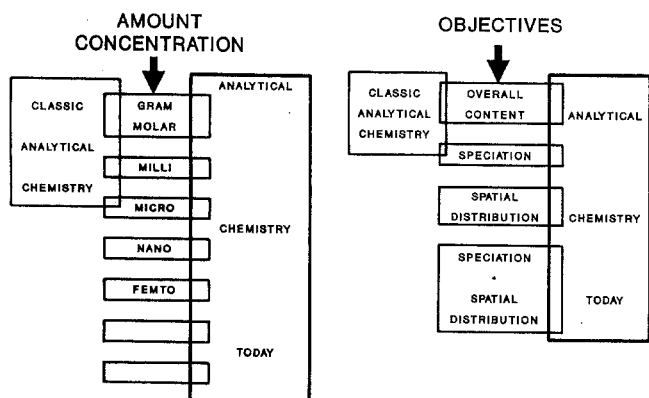 AMOUNT
CONCENTRATION
CLASSIC
ANALYTICAL
CHEMISTRY
GRAM
MOLAR
MILLI
MICRO
NANO
FEMTO
ANALYTICAL
CHEMISTRY
TODAY
OBJECTIVES
CLASSIC
ANALYTICAL
CHEMISTRY
OVERALL
CONTENT
SPECIATION
SPATIAL
DISTRIBUTION
SPECIATION
+
SPATIAL
DISTRIBUTION
ANALYTICAL
CHEMISTRY
TODAY